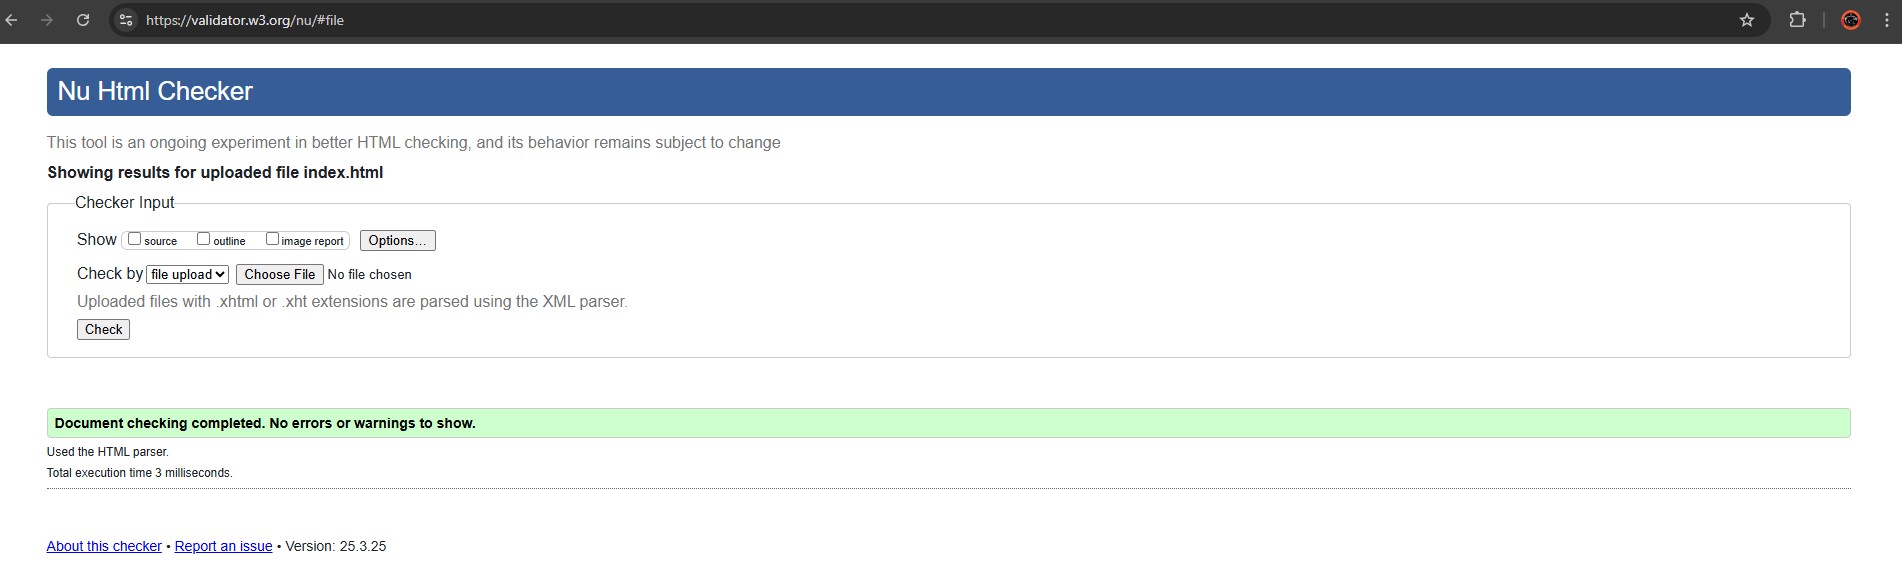 https://validator.w3.org/nu/#file
Nu Html Checker
This tool is an ongoing experiment in better HTML checking, and its behavior remains subject to change
Showing results for uploaded file index.html
Checker Input
Show source outline image report Options...
Check by file upload Choose File No file chosen
Uploaded files with .xhtml or .xht extensions are parsed using the XML parser.
Check
Document checking completed. No errors or warnings to show.
Used the HTML parser.
Total execution time 3 milliseconds.
About this checker • Report an issue • Version: 25.3.25